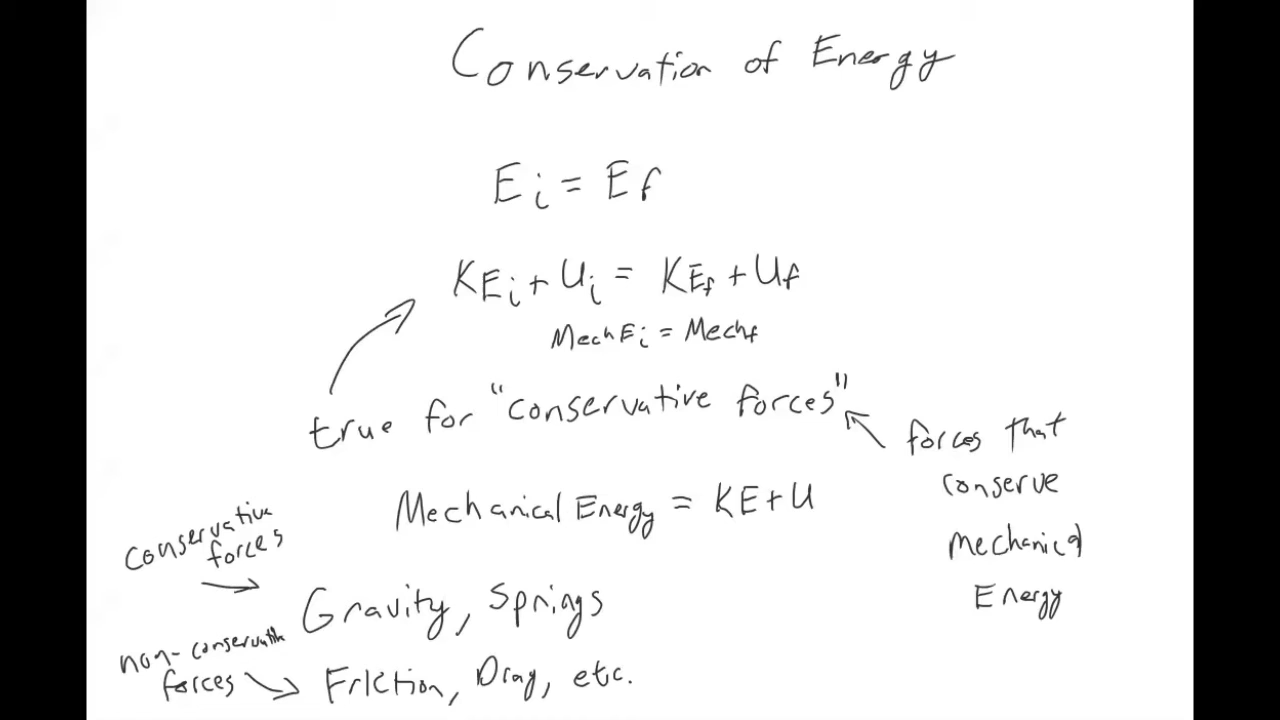 Conservation of Energy
Ei = Ef
KEi + Ui = KEf + Uf
MechEi = Mechf
true for "conservative forces"
forces that
conserve
Mechanical
Energy
Mechanical Energy = KE + U
conservative
forces
Gravity, Springs
non-conservative
forces
Friction, Drag, etc.